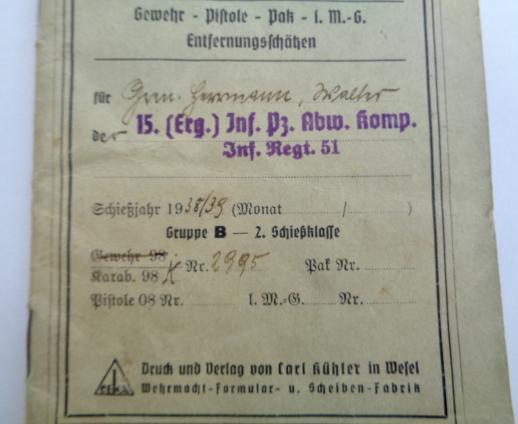 Gewehr - Pistole - Pak - l. M.-G.
Entfernungsschätzen
für Gren. Herrmann, Walter
der 15. (Erg.) Inf. Pz. Abw. Komp.
Inf. Regt. 51
Schießjahr 1938/39 (Monat / )
Gruppe B — 2. Schießklasse
Gewehr 98
Karab. 98 k Nr. 2995 Pak Nr.
Pistole 08 Nr. l. M.-G. Nr.
Druck und Verlag von Carl Kühler in Wesel
Wehrmacht-Formular- u. Scheiben-Fabrik